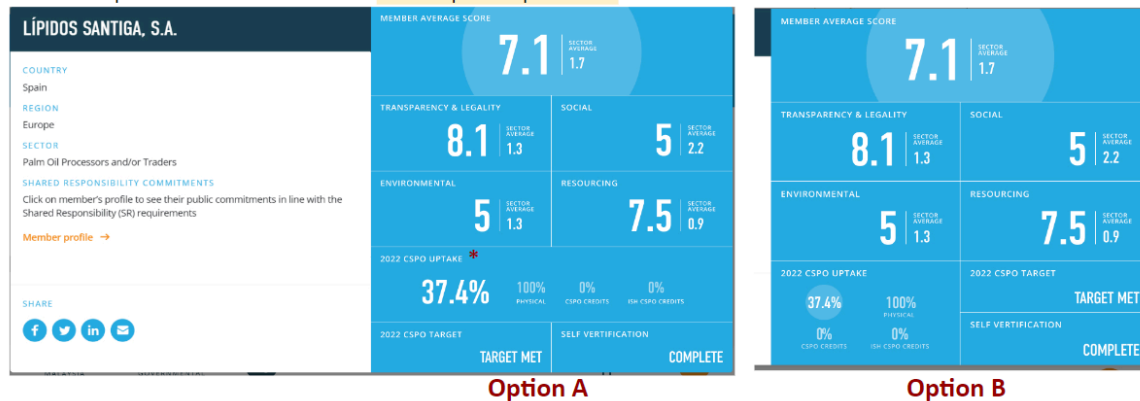 LÍPIDOS SANTIGA, S.A.
COUNTRY
Spain
REGION
Europe
SECTOR
Palm Oil Processors and/or Traders
SHARED RESPONSIBILITY COMMITMENTS
Click on member's profile to see their public commitments in line with the
Shared Responsibility (SR) requirements
Member profile →
SHARE
MEMBER AVERAGE SCORE
7.1
SECTOR
AVERAGE
1.7
TRANSPARENCY & LEGALITY
8.1
SECTOR
AVERAGE
1.3
SOCIAL
5
SECTOR
AVERAGE
2.2
ENVIRONMENTAL
5
SECTOR
AVERAGE
1.3
RESOURCING
7.5
SECTOR
AVERAGE
0.9
2022 CSPO UPTAKE *
37.4%
100%
PHYSICAL
0%
CSPO CREDITS
0%
ISH CSPO CREDITS
2022 CSPO TARGET
TARGET MET
SELF VERTIFICATION
COMPLETE
Option A
MEMBER AVERAGE SCORE
7.1
SECTOR
AVERAGE
1.7
TRANSPARENCY & LEGALITY
8.1
SECTOR
AVERAGE
1.3
SOCIAL
5
SECTOR
AVERAGE
2.2
ENVIRONMENTAL
5
SECTOR
AVERAGE
1.3
RESOURCING
7.5
SECTOR
AVERAGE
0.9
2022 CSPO UPTAKE
37.4%
100%
PHYSICAL
0%
CSPO CREDITS
0%
ISH CSPO CREDITS
2022 CSPO TARGET
TARGET MET
SELF VERTIFICATION
COMPLETE
Option B